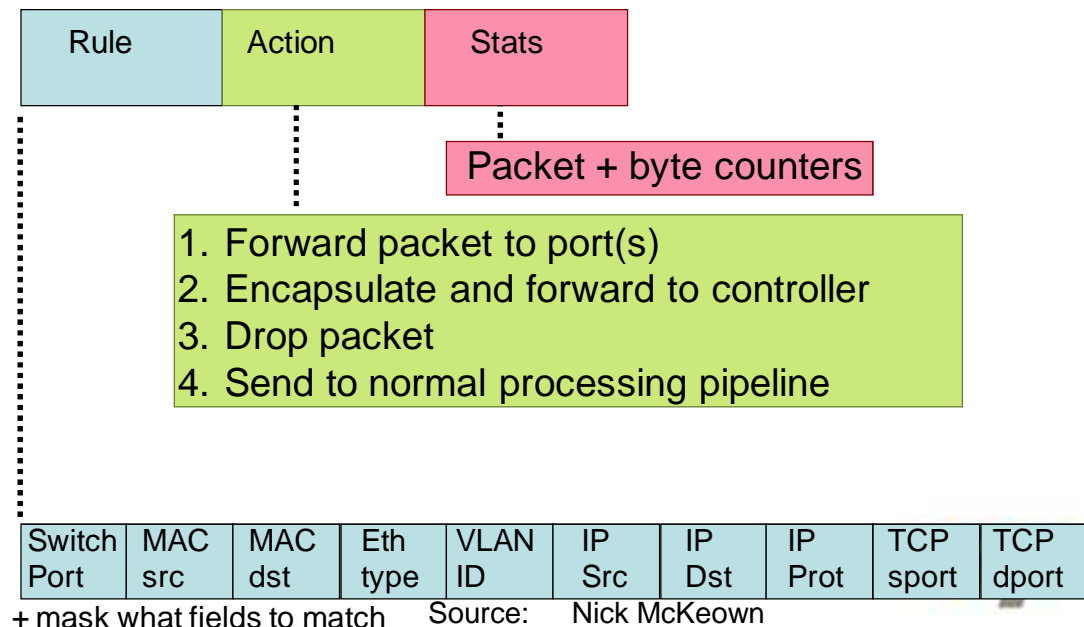 Rule Action Stats
Packet + byte counters
1. Forward packet to port(s)
2. Encapsulate and forward to controller
3. Drop packet
4. Send to normal processing pipeline
Switch Port
MAC src
MAC dst
Eth type
VLAN ID
IP Src
IP Dst
IP Prot
TCP sport
TCP dport
+ mask what fields to match Source: Nick McKeown